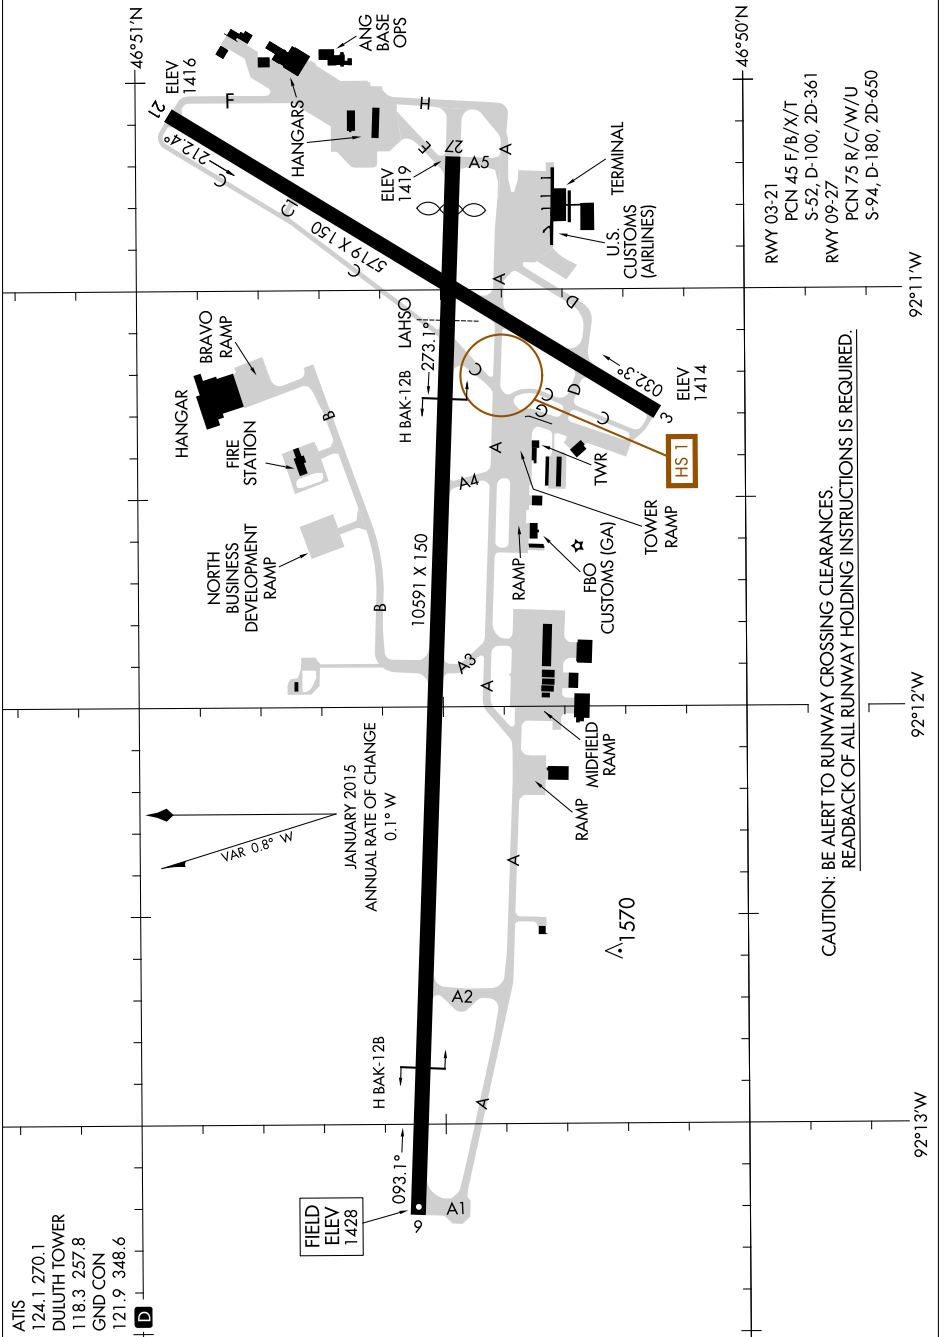 ATIS
124.1 270.1
DULUTH TOWER
118.3 257.8
GND CON
121.9 348.6
D
46°51'N
46°50'N
92°11'W
92°12'W
92°13'W
FIELD
ELEV
1428
9
093.1°
A1
H BAK-12B
A
A2
A
1570
VAR 0.8° W
JANUARY 2015
ANNUAL RATE OF CHANGE
0.1° W
RAMP
MIDFIELD
RAMP
A
A3
B
10591 X 150
NORTH
BUSINESS
DEVELOPMENT
RAMP
FIRE
STATION
HANGAR
BRAVO
RAMP
B
A4
A
RAMP
FBO
CUSTOMS (GA)
TOWER
RAMP
TWR
H BAK-12B
273.1°
LAHSO
C
HS 1
G
C
C
D
3
ELEV
1414
032.3°
D
A
C
5719 X 150
C1
C
212.4°
21
ELEV
1416
F
HANGARS
ANG
BASE
OPS
H
E
ELEV
1419
27
A5
A
U.S.
CUSTOMS
(AIRLINES)
TERMINAL
RWY 03-21
PCN 45 F/B/X/T
S-52, D-100, 2D-361
RWY 09-27
PCN 75 R/C/W/U
S-94, D-180, 2D-650
CAUTION: BE ALERT TO RUNWAY CROSSING CLEARANCES.
READBACK OF ALL RUNWAY HOLDING INSTRUCTIONS IS REQUIRED.